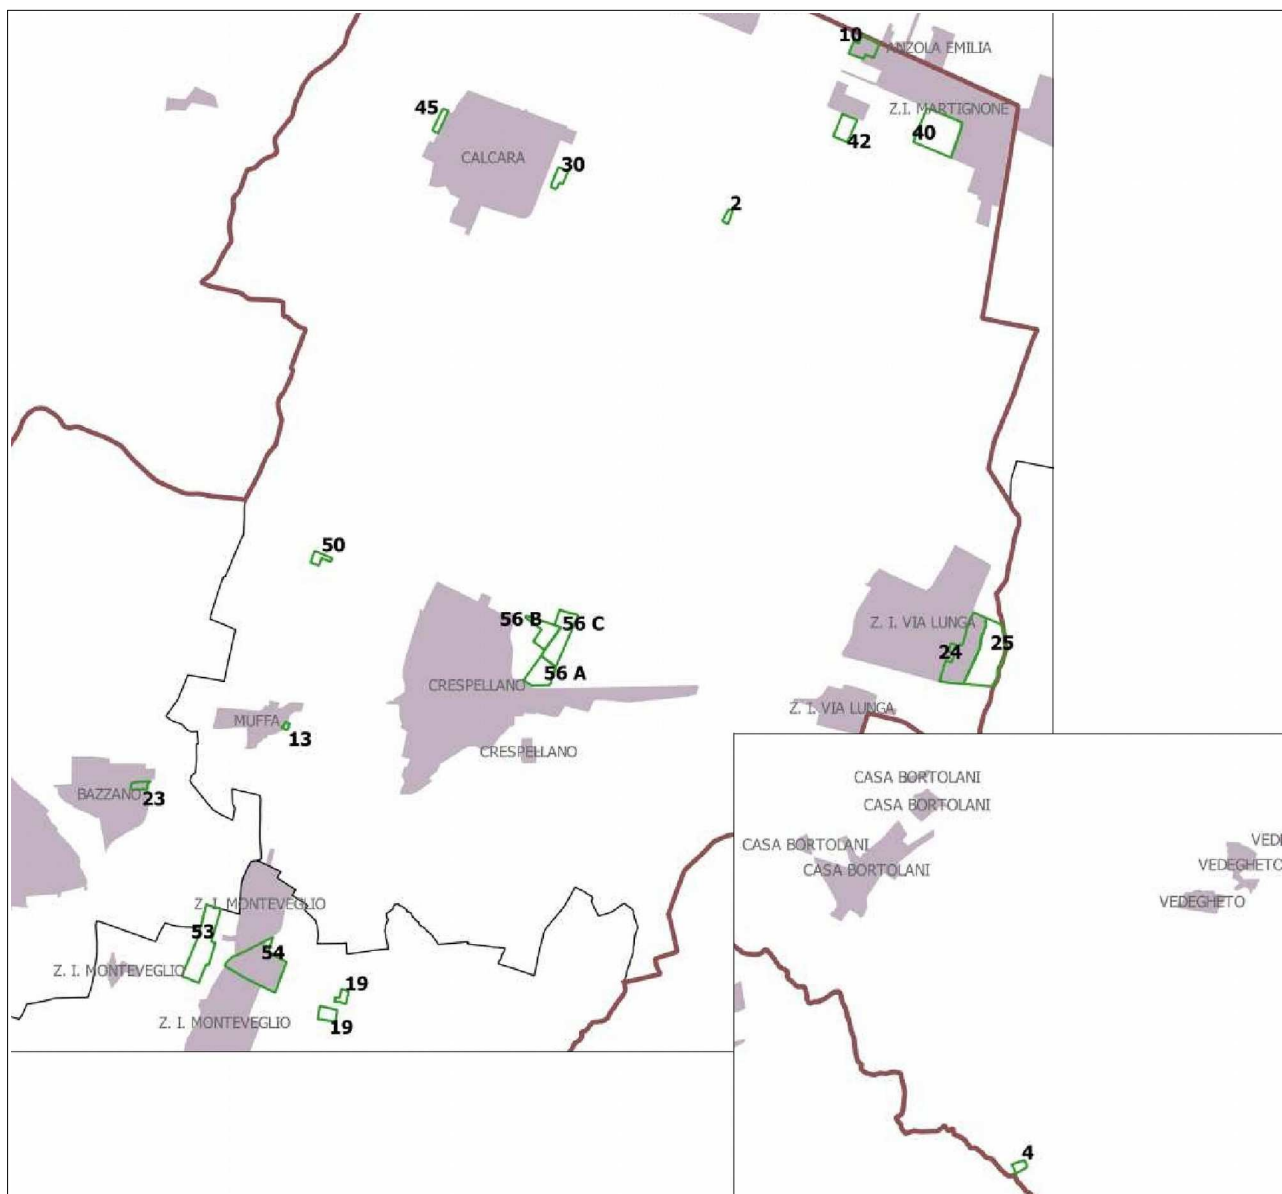 10
ANZOLA EMILIA
45
Z.I. MARTIGNONE
40
42
CALCARA
30
2
50
56 B
56 C
Z. I. VIA LUNGA
24
25
56 A
CRESPELLANO
Z. I. VIA LUNGA
MUFFA
13
CRESPELLANO
BAZZANO
23
CASA BORTOLANI
CASA BORTOLANI
CASA BORTOLANI
VEDE
CASA BORTOLANI
VEDEGHETO
VEDEGHETO
Z. I. MONTEVEGLIO
53
54
Z. I. MONTEVEGLIO
19
Z. I. MONTEVEGLIO
19
4